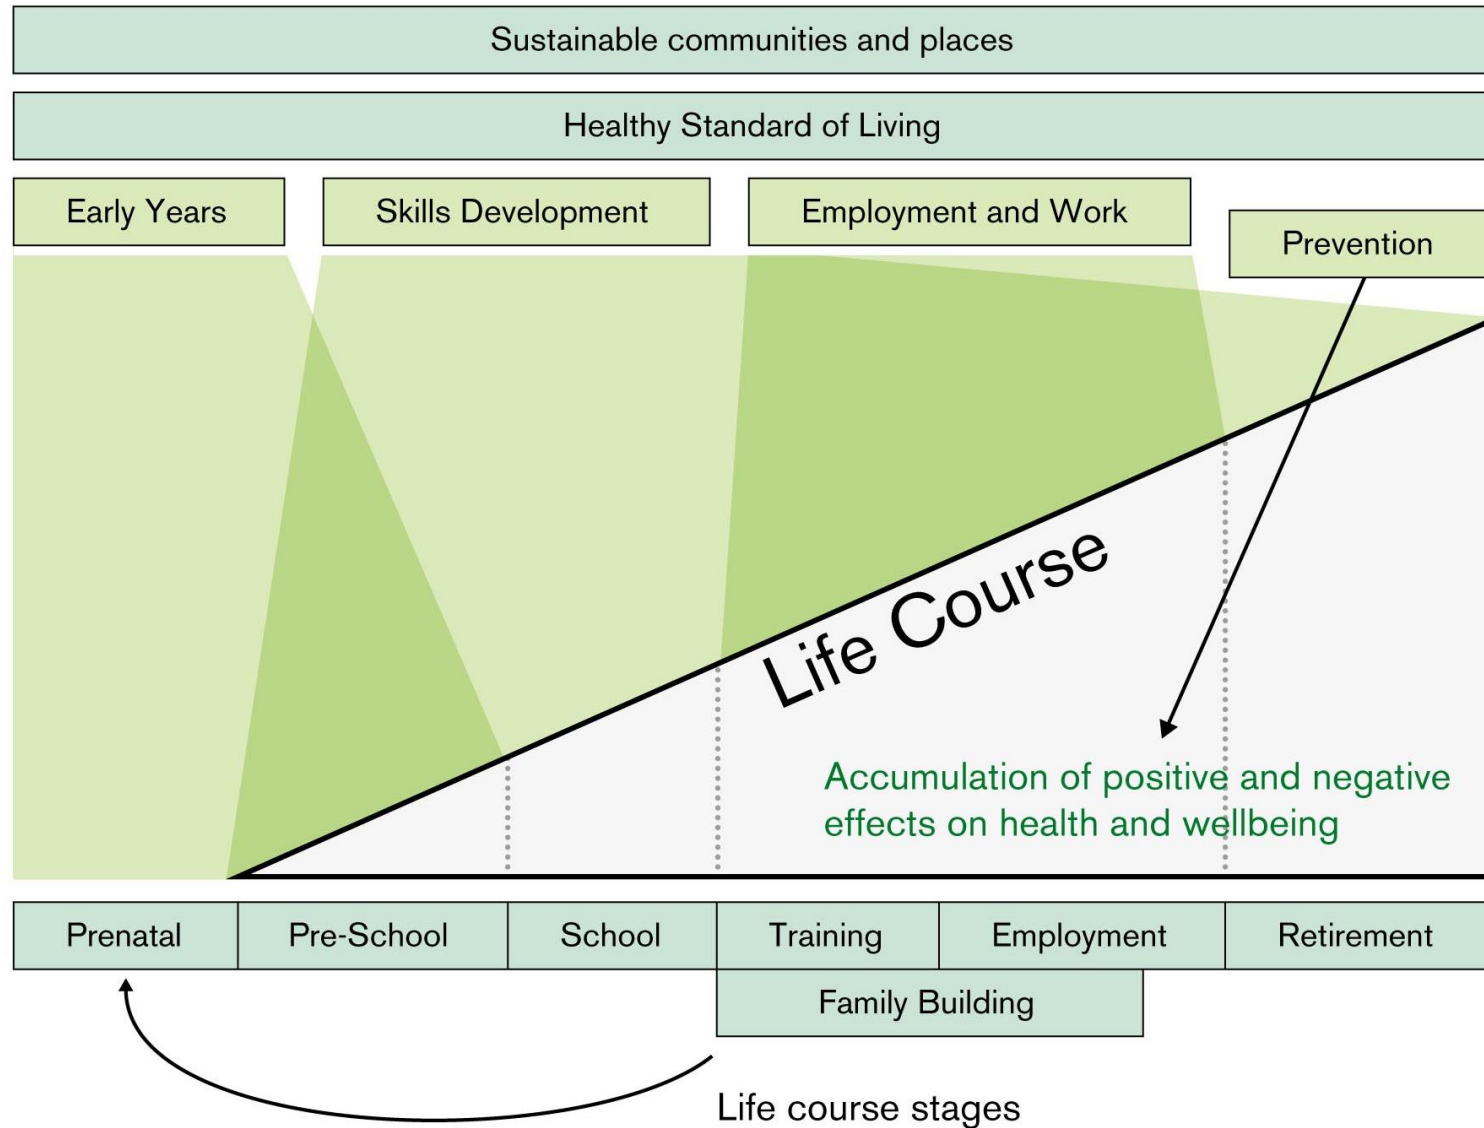 Sustainable communities and places
Healthy Standard of Living
Early Years
Skills Development
Employment and Work
Prevention
Life Course
Accumulation of positive and negative
effects on health and wellbeing
Prenatal
Pre-School
School
Training
Employment
Retirement
Family Building
Life course stages